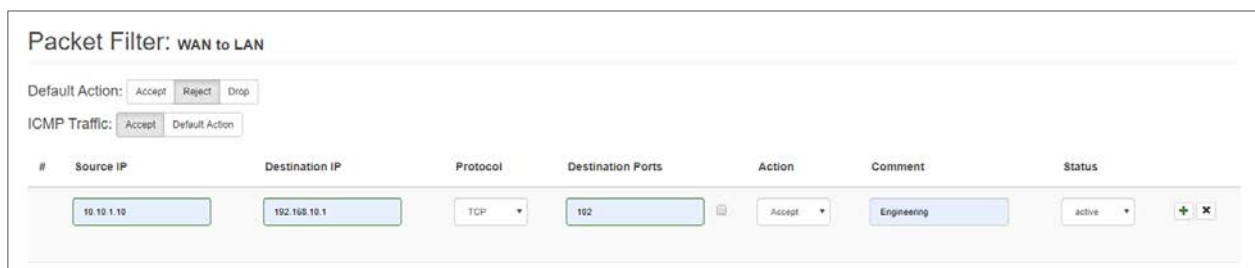 Packet Filter: WAN to LAN
Default Action: Accept Reject Drop
ICMP Traffic: Accept Default Action
# Source IP Destination IP Protocol Destination Ports Action Comment Status
10.10.1.10 192.168.10.1 TCP 102 Accept Engineering active